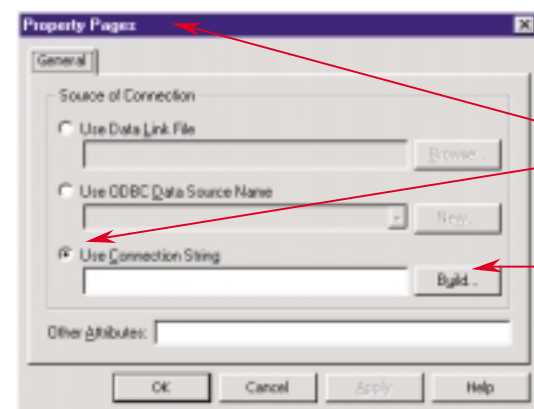 Property Pages
General
Source of Connection
Use Data Link File
Browse...
Use ODBC Data Source Name
New...
Use Connection String
Build...
Other Attributes:
OK Cancel Apply Help